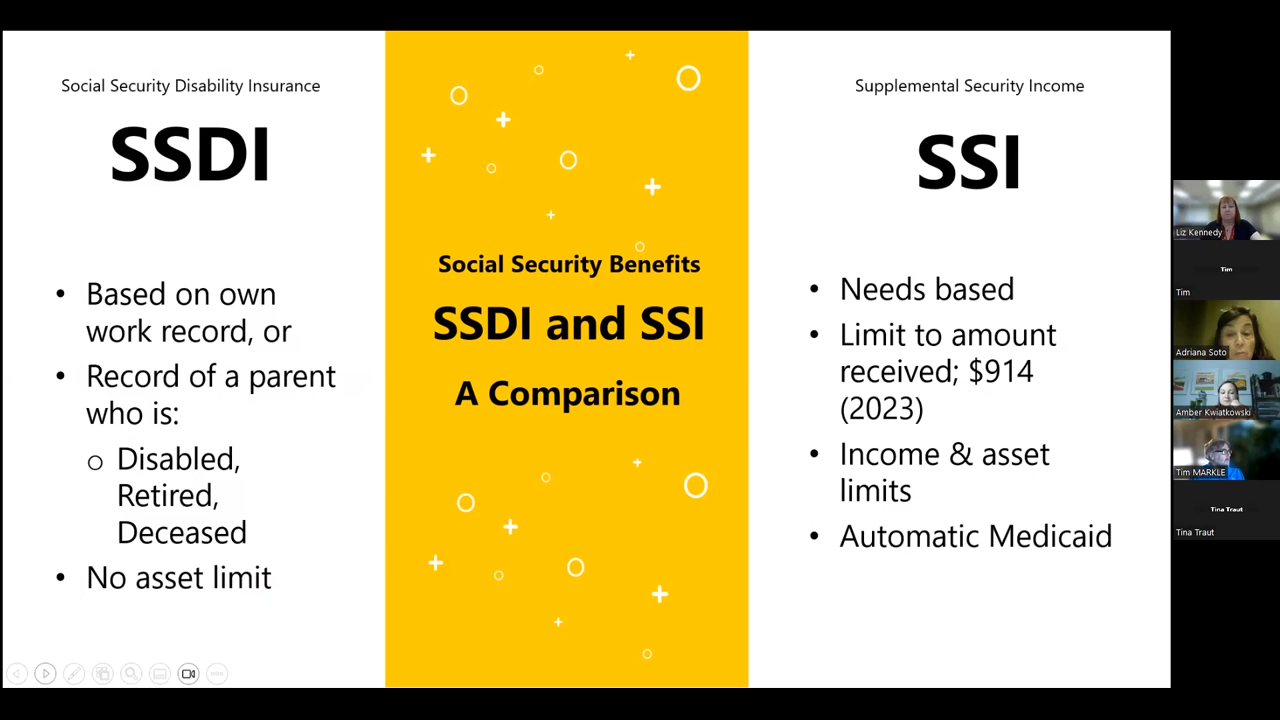 Social Security Disability Insurance
SSDI
• Based on own
work record, or
• Record of a parent
who is:
o Disabled,
Retired,
Deceased
• No asset limit
Social Security Benefits
SSDI and SSI
A Comparison
Supplemental Security Income
SSI
• Needs based
• Limit to amount
received; $914
(2023)
• Income & asset
limits
• Automatic Medicaid
Liz Kennedy
Tim
Tim
Adriana Soto
Amber Kwiatkowski
Tim MARKLE
Tina Traut
Tina Traut